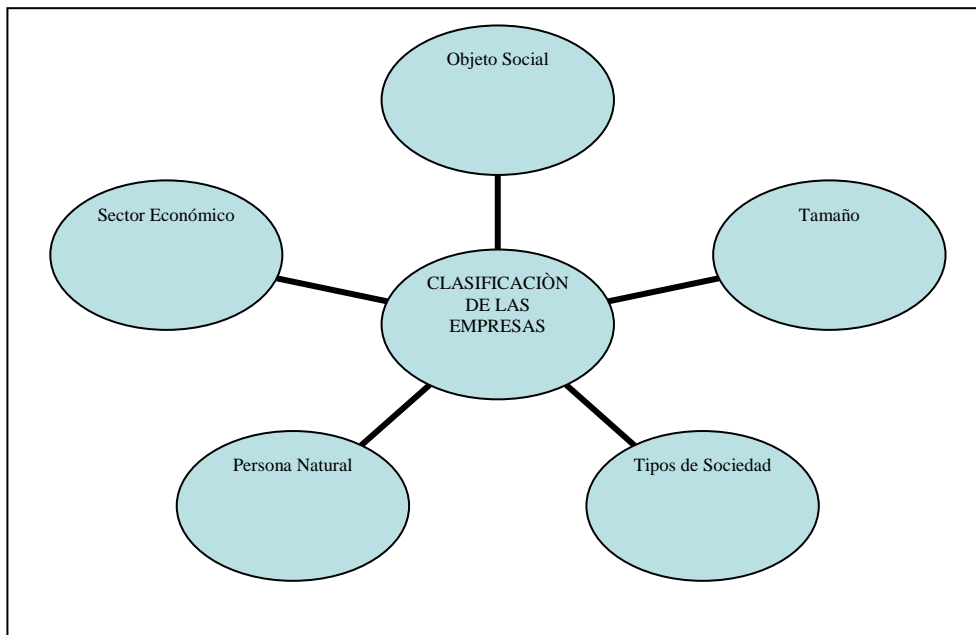 Objeto Social
Sector Económico
Tamaño
CLASIFICACIÒN
DE LAS
EMPRESAS
Persona Natural
Tipos de Sociedad